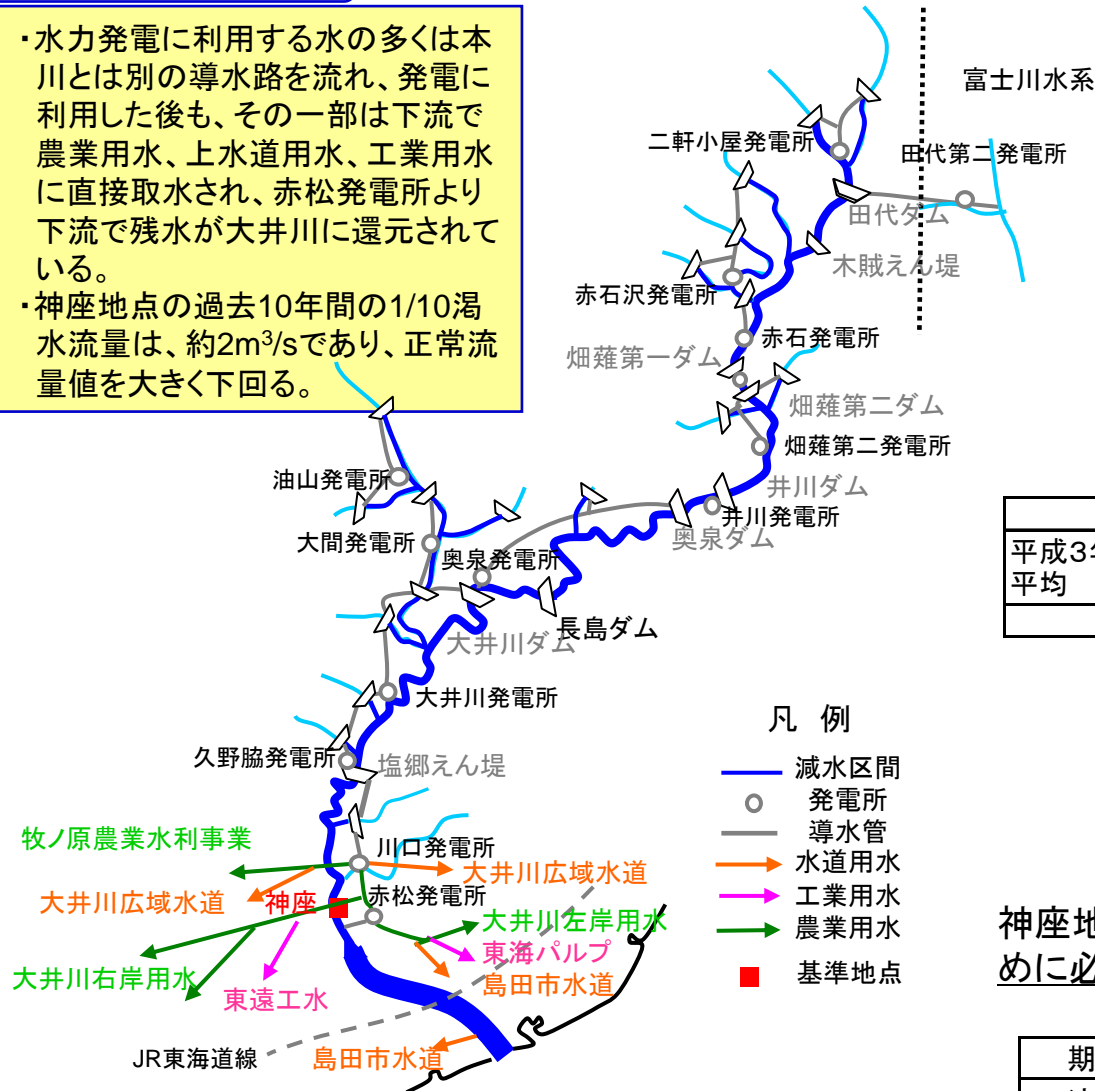 ・水力発電に利用する水の多くは本
川とは別の導水路を流れ、発電に
利用した後も、その一部は下流で
農業用水、上水道用水、工業用水
に直接取水され、赤松発電所より
下流で残水が大井川に還元されて
いる。
・神座地点の過去10年間の1/10渇
水流量は、約2m³/sであり、正常流
量値を大きく下回る。
富士川水系
二軒小屋発電所
田代第二発電所
田代ダム
木賊えん堤
赤石沢発電所
赤石発電所
畑薙第一ダム
畑薙第二ダム
畑薙第二発電所
油山発電所
井川ダム
井川発電所
大間発電所
奥泉ダム
奥泉発電所
平成3年
平均
長島ダム
大井川ダム
大井川発電所
久野脇発電所
塩郷えん堤
凡 例
減水区間
発電所
導水管
水道用水
工業用水
農業用水
基準地点
牧ノ原農業水利事業
川口発電所
大井川広域水道
大井川広域水道
神座
赤松発電所
大井川左岸用水
東海パルプ
島田市水道
大井川右岸用水
東遠工水
JR東海道線
島田市水道
神座地
めに必
期